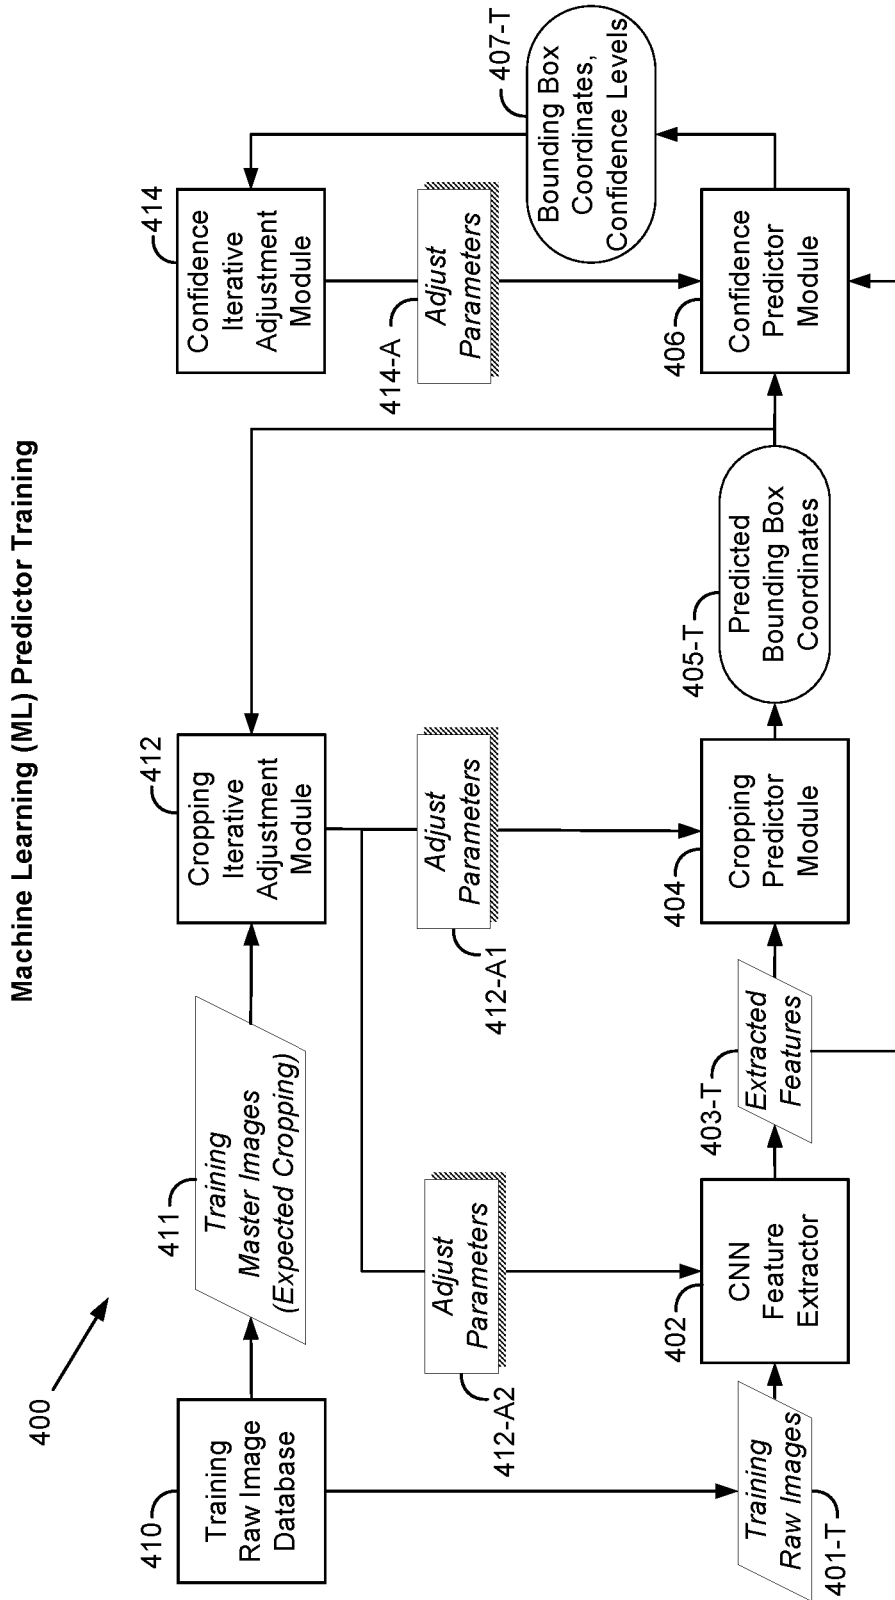 Machine Learning (ML) Predictor Training
400
410
Training
Raw Image
Database
411
Training
Master Images
(Expected Cropping)
412
Cropping
Iterative
Adjustment
Module
414
Confidence
Iterative
Adjustment
Module
412-A2
Adjust
Parameters
412-A1
Adjust
Parameters
414-A
Adjust
Parameters
407-T
Bounding Box
Coordinates,
Confidence Levels
401-T
Training
Raw Images
402
CNN
Feature
Extractor
403-T
Extracted
Features
404
Cropping
Predictor
Module
405-T
Predicted
Bounding Box
Coordinates
406
Confidence
Predictor
Module